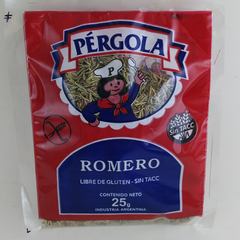 PÉRGOLA
P
Sin TACC
ROMERO
LIBRE DE GLUTEN - SIN TACC
CONTENIDO NETO
25g
INDUSTRIA ARGENTINA